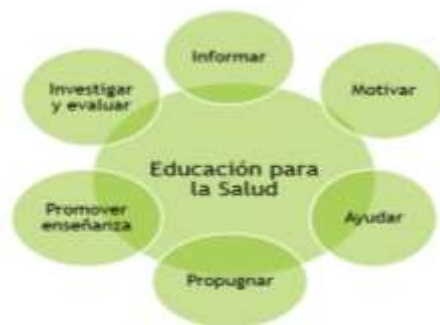 Informar
Motivar
Ayudar
Propugnar
Promover
enseñanza
Investigar
y evaluar
Educación para
la Salud